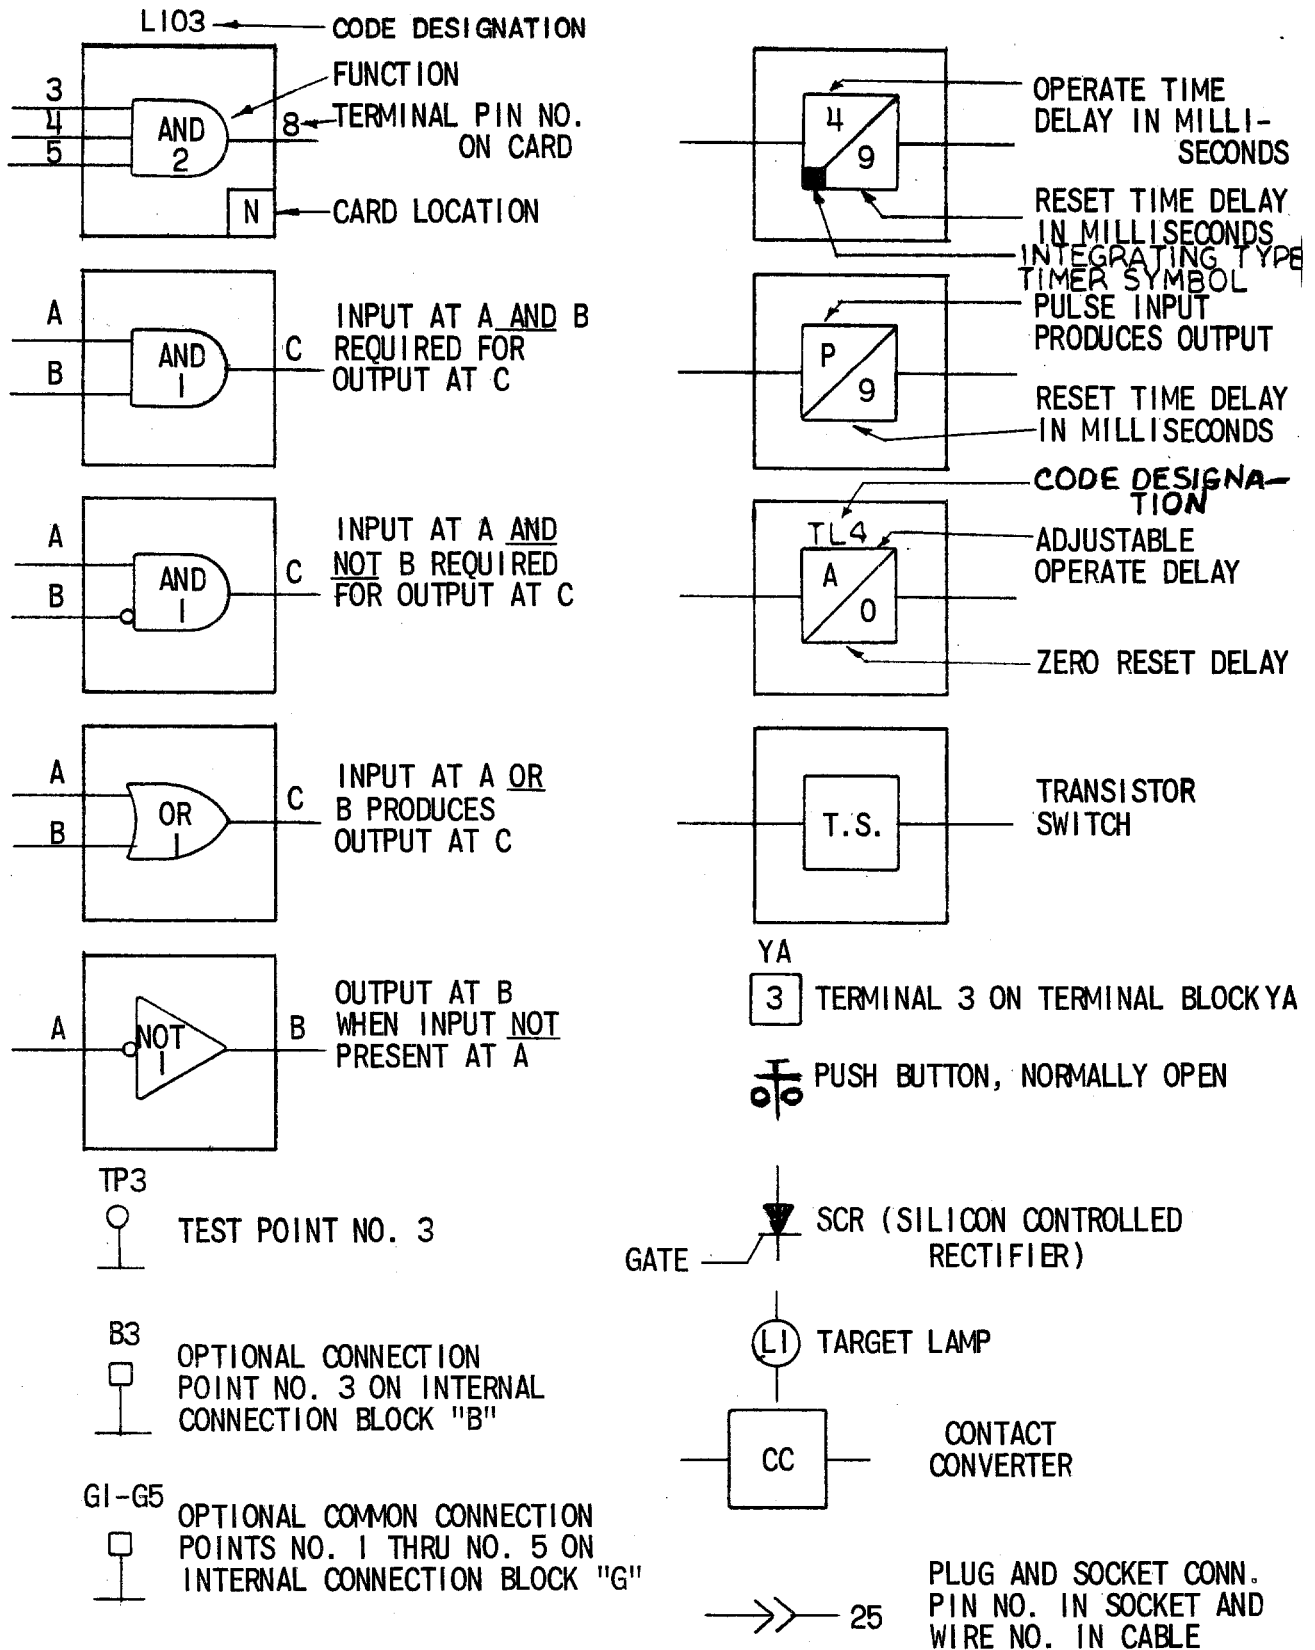 L103
CODE DESIGNATION
FUNCTION
3
4
5
AND
2
8
TERMINAL PIN NO.
ON CARD
N
CARD LOCATION
A
B
AND
1
C
INPUT AT A AND B
REQUIRED FOR
OUTPUT AT C
A
B
AND
1
C
INPUT AT A AND
NOT B REQUIRED
FOR OUTPUT AT C
A
B
OR
1
C
INPUT AT A OR
B PRODUCES
OUTPUT AT C
A
NOT
1
B
OUTPUT AT B
WHEN INPUT NOT
PRESENT AT A
TP3
TEST POINT NO. 3
B3
OPTIONAL CONNECTION
POINT NO. 3 ON INTERNAL
CONNECTION BLOCK "B"
G1-G5
OPTIONAL COMMON CONNECTION
POINTS NO. 1 THRU NO. 5 ON
INTERNAL CONNECTION BLOCK "G"
4
9
OPERATE TIME
DELAY IN MILLI-
SECONDS
RESET TIME DELAY
IN MILLISECONDS
INTEGRATING TYPE
TIMER SYMBOL
P
9
PULSE INPUT
PRODUCES OUTPUT
RESET TIME DELAY
IN MILLISECONDS
CODE DESIGNA-
TION
TL4
A
0
ADJUSTABLE
OPERATE DELAY
ZERO RESET DELAY
T.S.
TRANSISTOR
SWITCH
YA
3
TERMINAL 3 ON TERMINAL BLOCK YA
PUSH BUTTON, NORMALLY OPEN
GATE
SCR (SILICON CONTROLLED
RECTIFIER)
L1
TARGET LAMP
CC
CONTACT
CONVERTER
25
PLUG AND SOCKET CONN.
PIN NO. IN SOCKET AND
WIRE NO. IN CABLE